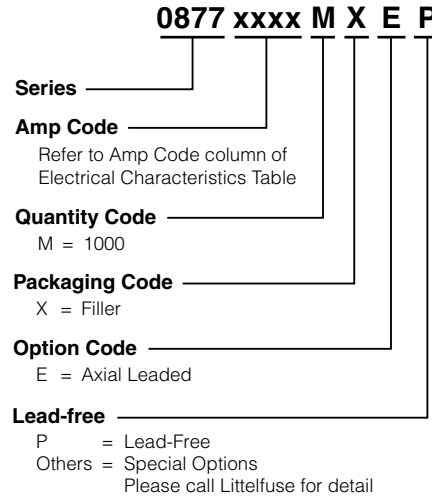 0877 xxxx M X E P
Series
Amp Code
Refer to Amp Code column of
Electrical Characteristics Table
Quantity Code
M = 1000
Packaging Code
X = Filler
Option Code
E = Axial Leaded
Lead-free
P = Lead-Free
Others = Special Options
Please call Littelfuse for detail